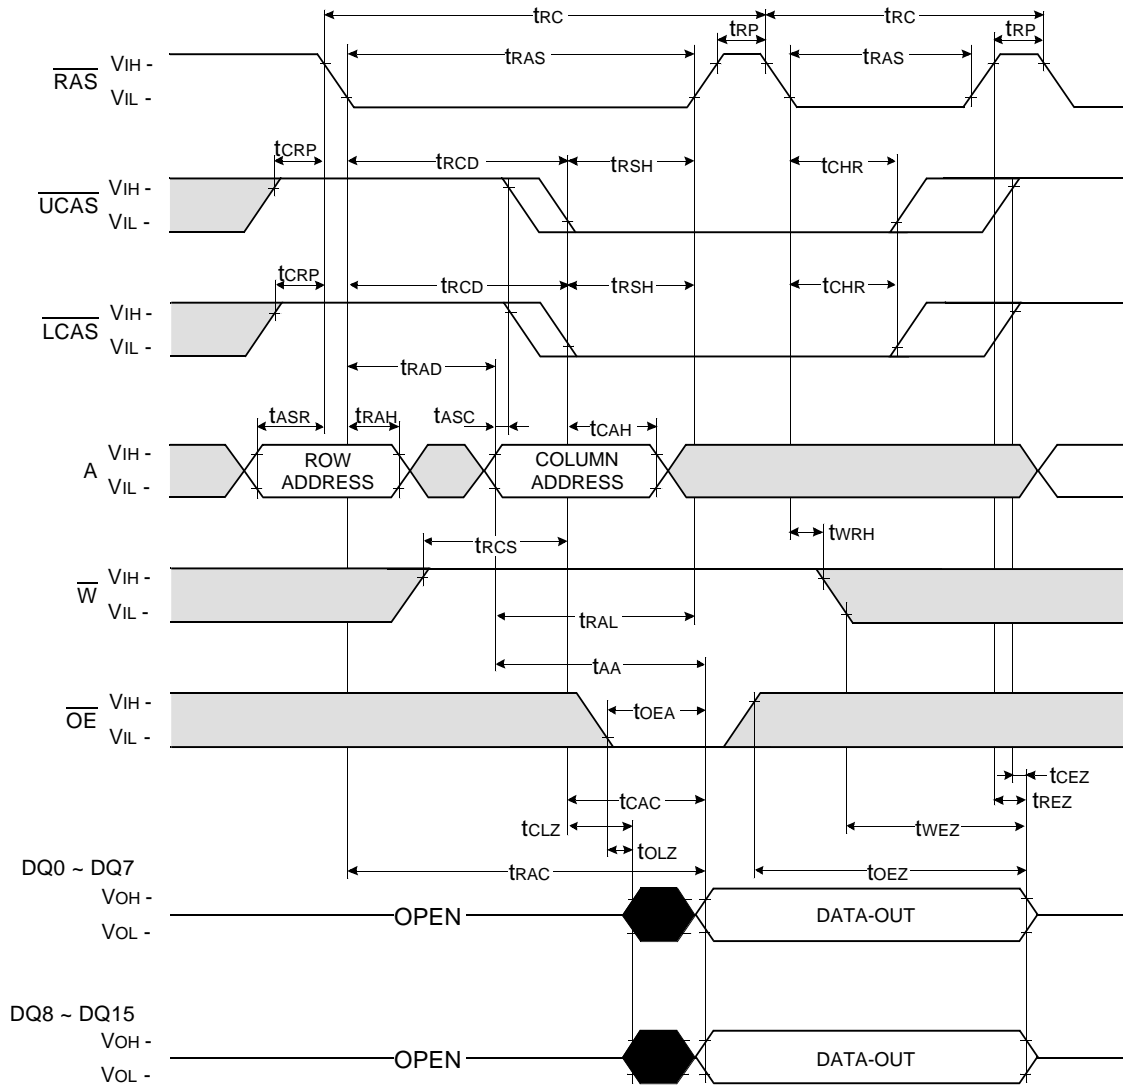 tRC tRC
tRP tRP
tRAS tRAS
RAS
VIH -
VIL -
tCRP tRCD tRSH tCHR
UCAS
VIH -
VIL -
tCRP tRCD tRSH tCHR
LCAS
VIH -
VIL -
tRAD
tASR tRAH tASC tCAH
A
VIH -
VIL -
ROW ADDRESS
COLUMN ADDRESS
tWRH
tRCS
W
VIH -
VIL -
tRAL
tAA
OE
VIH -
VIL -
tOEA
tCEZ
tCAC tREZ
tCLZ tWEZ
tOLZ
tRAC tOEZ
DQ0 ~ DQ7
VOH -
VOL -
OPEN DATA-OUT
DQ8 ~ DQ15
VOH -
VOL -
OPEN DATA-OUT